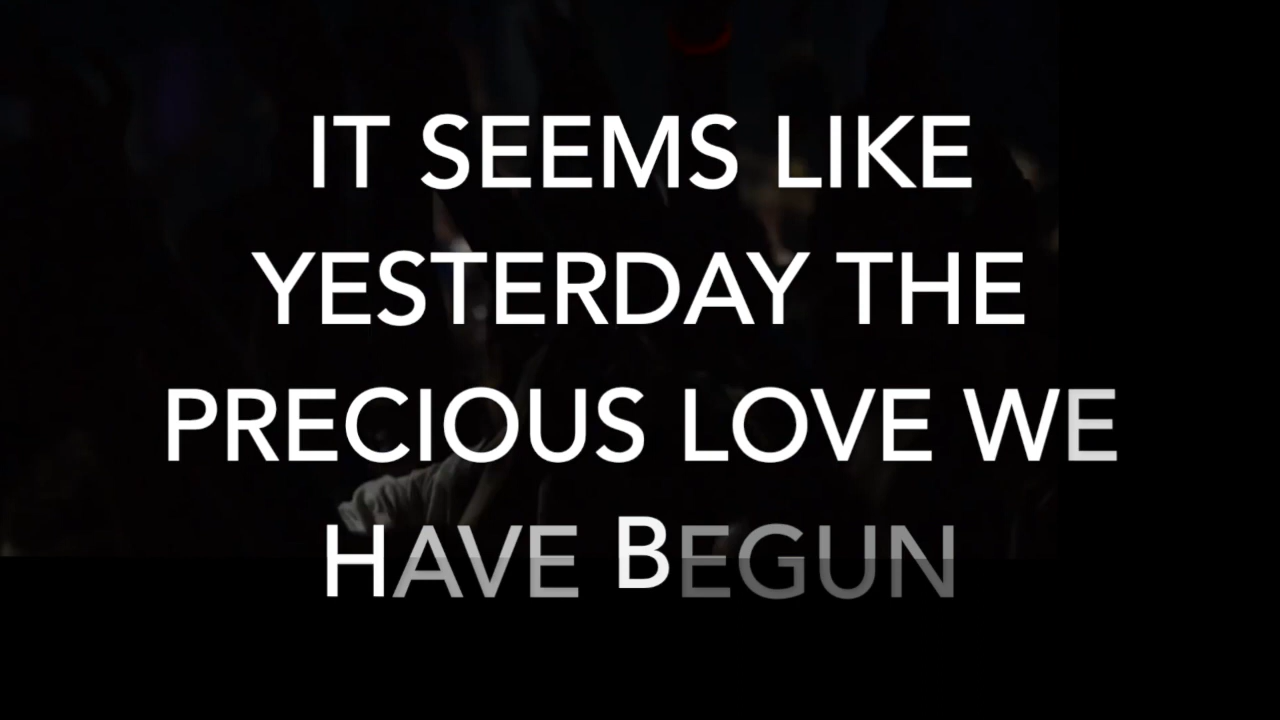 IT SEEMS LIKE
YESTERDAY THE
PRECIOUS LOVE WE
HAVE BEGUN